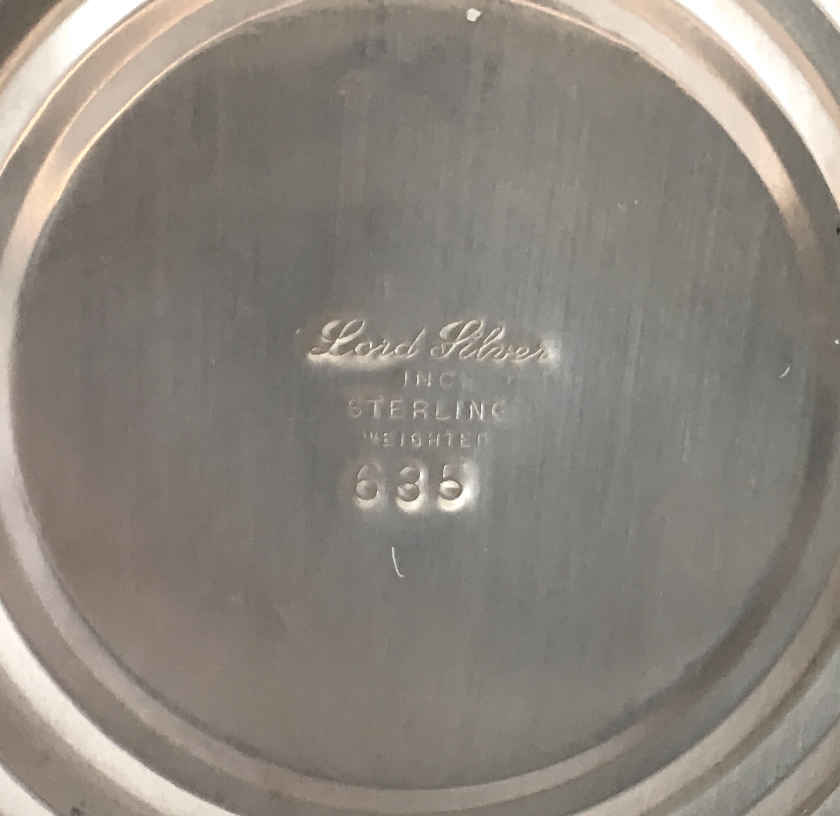 Lord Silver
INC
STERLING
WEIGHTED
635